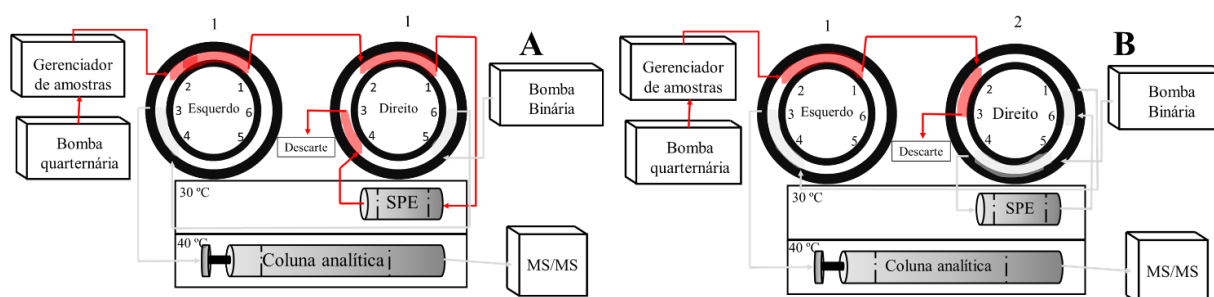 1
1
A
Gerenciador
de amostras
Bomba
quarternária
2
1
3
Esquerdo
6
4
5
2
1
3
Direito
6
4
5
Descarte
Bomba
Binária
30 ºC
SPE
40 ºC
Coluna analítica
MS/MS
1
2
B
Gerenciador
de amostras
Bomba
quarternária
2
1
3
Esquerdo
6
4
5
2
1
3
Direito
6
4
5
Descarte
Bomba
Binária
30 ºC
SPE
40 ºC
Coluna analítica
MS/MS